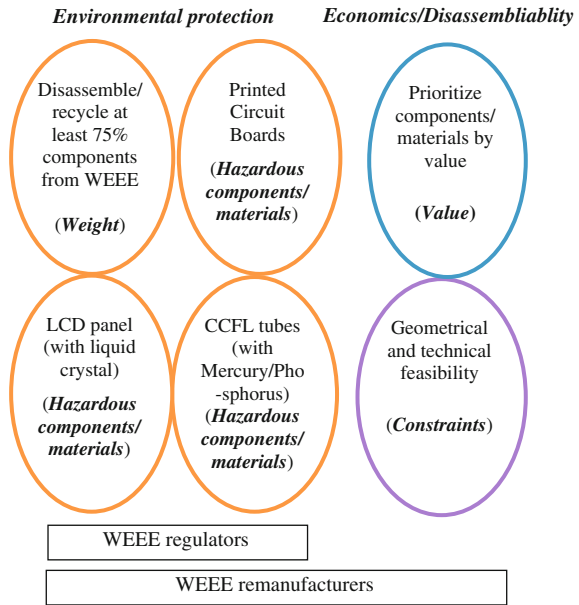 Environmental protection
Economics/Disassembliablity
Disassemble/
recycle at
least 75%
components
from WEEE
(Weight)
Printed
Circuit
Boards
(Hazardous
components/
materials)
Prioritize
components/
materials by
value
(Value)
LCD panel
(with liquid
crystal)
(Hazardous
components/
materials)
CCFL tubes
(with
Mercury/Pho
-sphorus)
(Hazardous
components/
materials)
Geometrical
and technical
feasibility
(Constraints)
WEEE regulators
WEEE remanufacturers